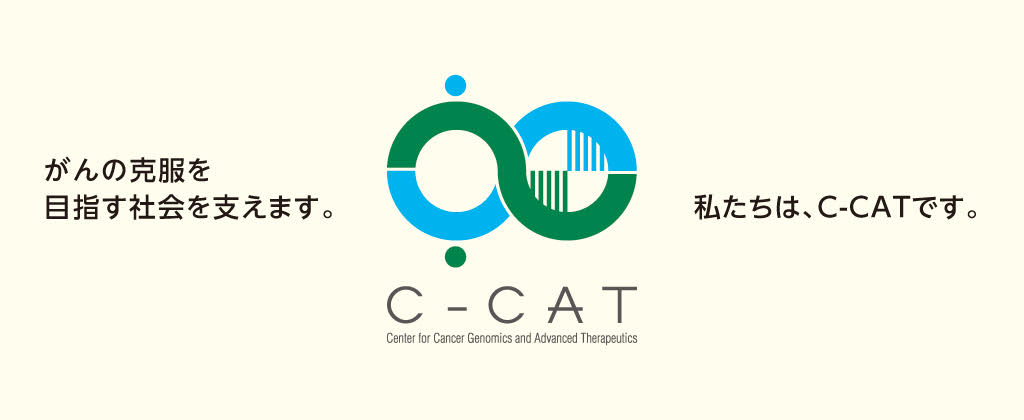 がんの克服を
目指す社会を支えます。
C-CAT
Center for Cancer Genomics and Advanced Therapeutics
私たちは、C-CATです。